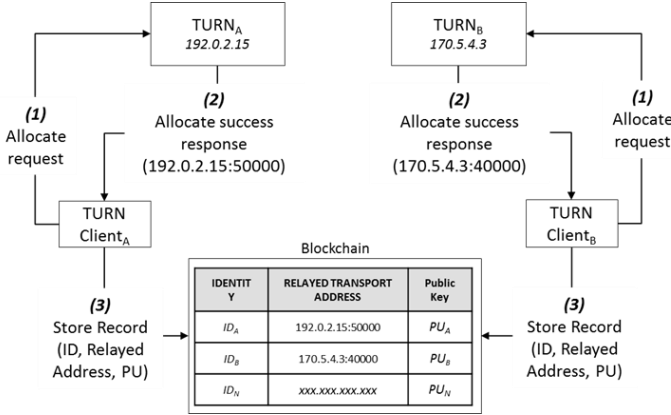 TURNA
192.0.2.15
TURNB
170.5.4.3
(1)
Allocate
request
(2)
Allocate success
response
(192.0.2.15:50000)
(2)
Allocate success
response
(170.5.4.3:40000)
(1)
Allocate
request
TURN
ClientA
TURN
ClientB
(3)
Store Record
(ID, Relayed
Address, PU)
Blockchain
IDENTIT
Y
RELAYED TRANSPORT
ADDRESS
Public
Key
IDA 192.0.2.15:50000 PUA
IDB 170.5.4.3:40000 PUB
IDN xxx.xxx.xxx.xxx PUN
(3)
Store Record
(ID, Relayed
Address, PU)